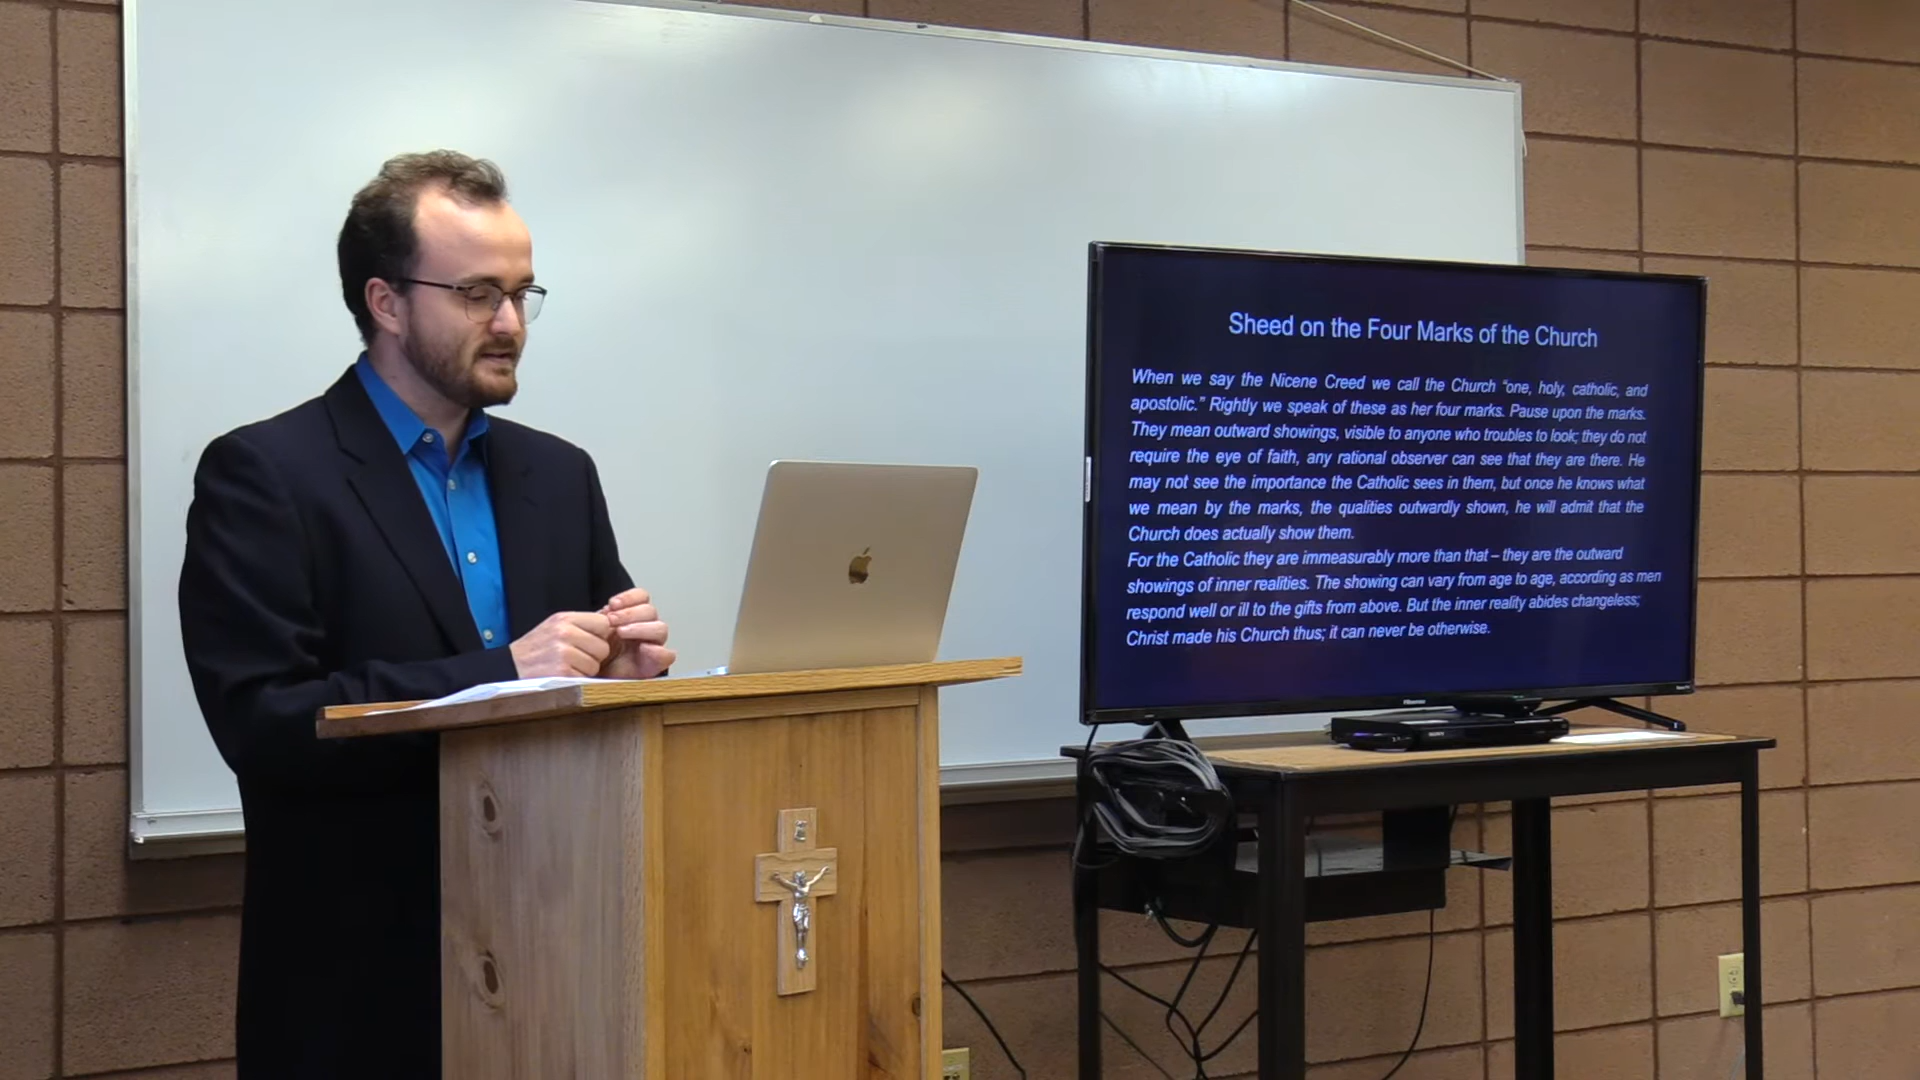 Sheed on the Four Marks of the Church
When we say the Nicene Creed we call the Church “one, holy, catholic, and
apostolic.” Rightly we speak of these as her four marks. Pause upon the marks.
They mean outward showings, visible to anyone who troubles to look; they do not
require the eye of faith, any rational observer can see that they are there. He
may not see the importance the Catholic sees in them, but once he knows what
we mean by the marks, the qualities outwardly shown, he will admit that the
Church does actually show them.
For the Catholic they are immeasurably more than that – they are the outward
showings of inner realities. The showing can vary from age to age, according as men
respond well or ill to the gifts from above. But the inner reality abides changeless;
Christ made his Church thus; it can never be otherwise.
Hisense
SONY